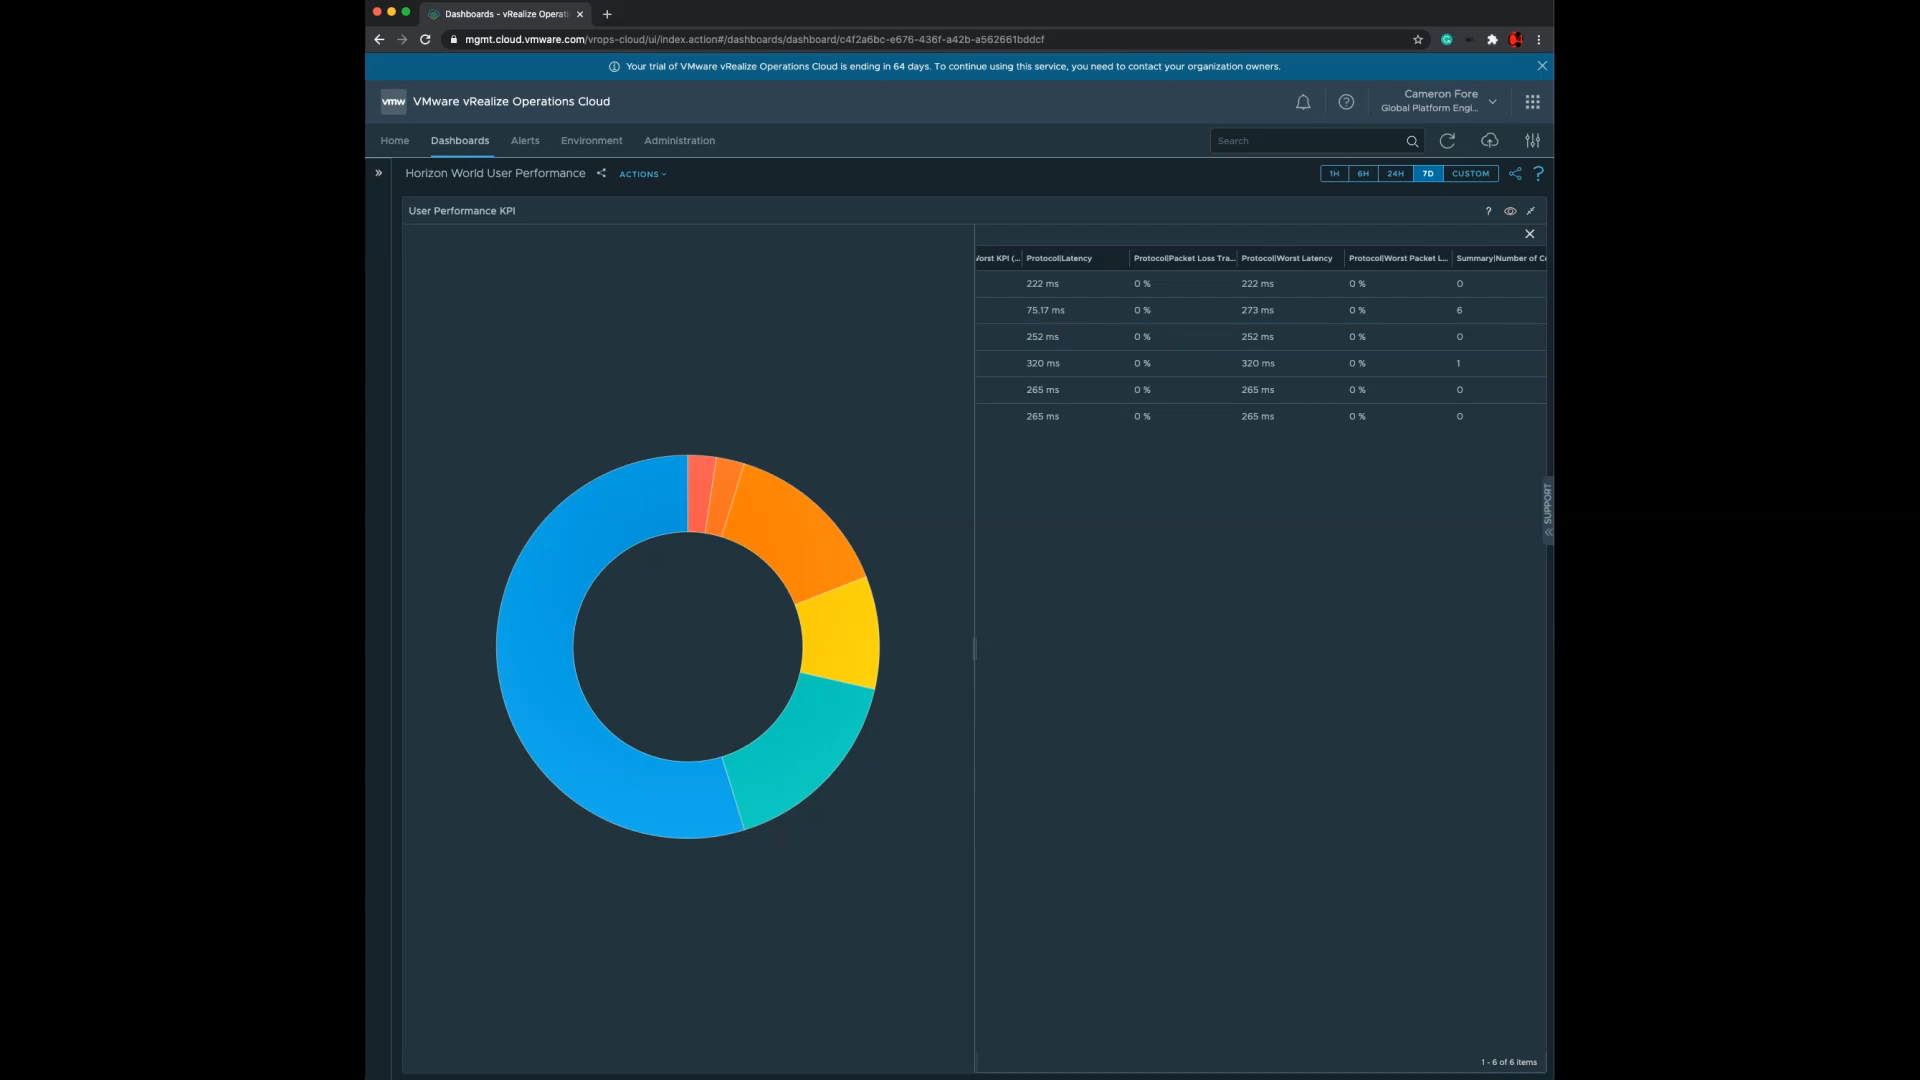 Dashboards - vRealize Operati
mgmt.cloud.vmware.com/vrops-cloud/ui/index.action#/dashboards/dashboard/c4f2a6bc-e676-436f-a42b-a562661bddcf
Your trial of VMware vRealize Operations Cloud is ending in 64 days. To continue using this service, you need to contact your organization owners.
vmw VMware vRealize Operations Cloud
Cameron Fore
Global Platform Engi...
Home Dashboards Alerts Environment Administration Search
Horizon World User Performance ACTIONS 1H 6H 24H 7D CUSTOM ?
User Performance KPI ?
Worst KPI (... Protocol|Latency Protocol|Packet Loss Tra... Protocol|Worst Latency Protocol|Worst Packet L... Summary|Number of C
222 ms 0 % 222 ms 0 % 0
75.17 ms 0 % 273 ms 0 % 6
252 ms 0 % 252 ms 0 % 0
320 ms 0 % 320 ms 0 % 1
265 ms 0 % 265 ms 0 % 0
265 ms 0 % 265 ms 0 % 0
SUPPORT
1 - 6 of 6 items